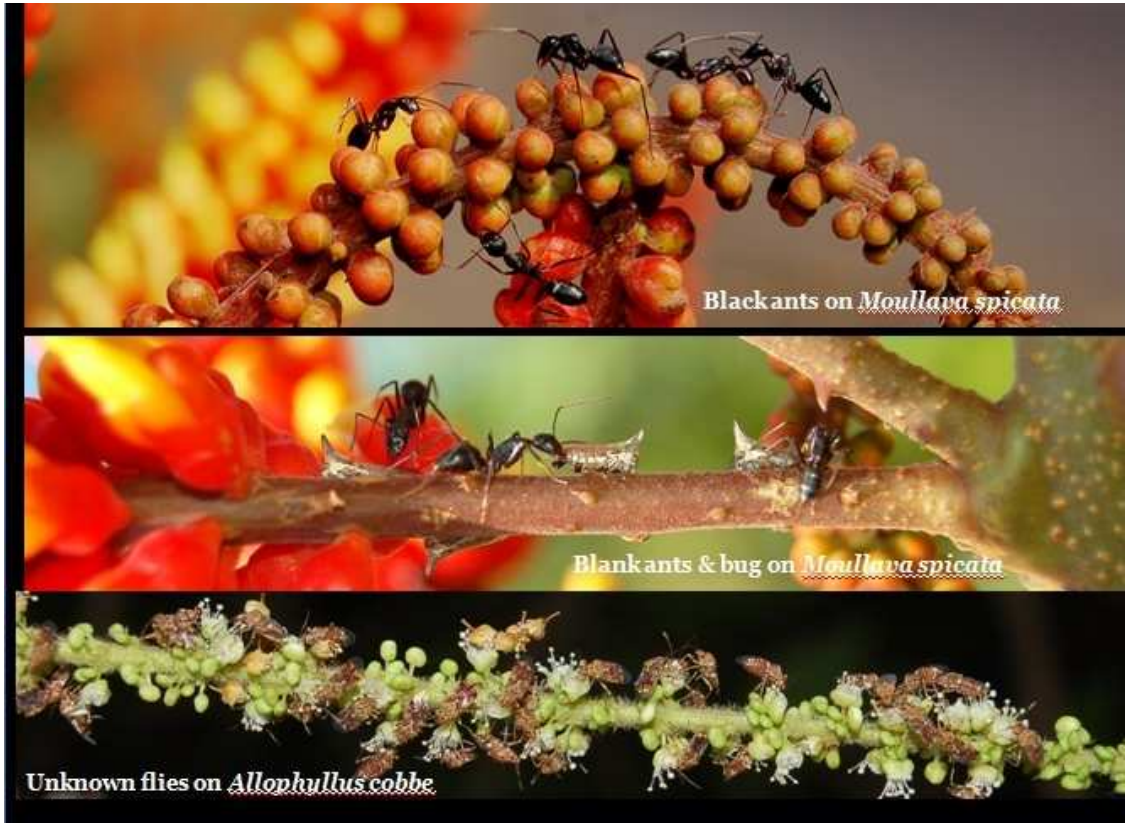 Blackants on Moullava spicata
Blankants & bug on Moullava spicata
Unknown flies on Allophyllus cobbe